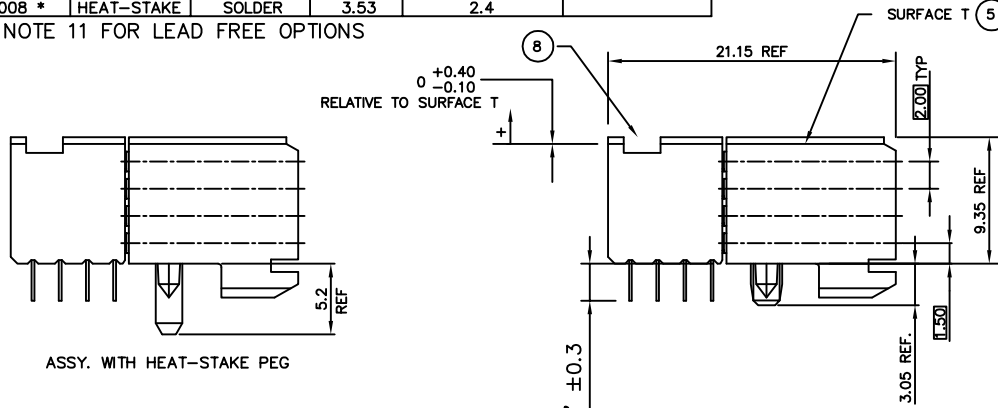 008 * HEAT-STAKE SOLDER 3.53 2.4
NOTE 11 FOR LEAD FREE OPTIONS
SURFACE T 5
8
21.15 REF
2.00 TYP
0 +0.40 -0.10
RELATIVE TO SURFACE T
+
9.35 REF
5.2 REF
1.50
3.05 REF.
±0.3
ASSY. WITH HEAT-STAKE PEG